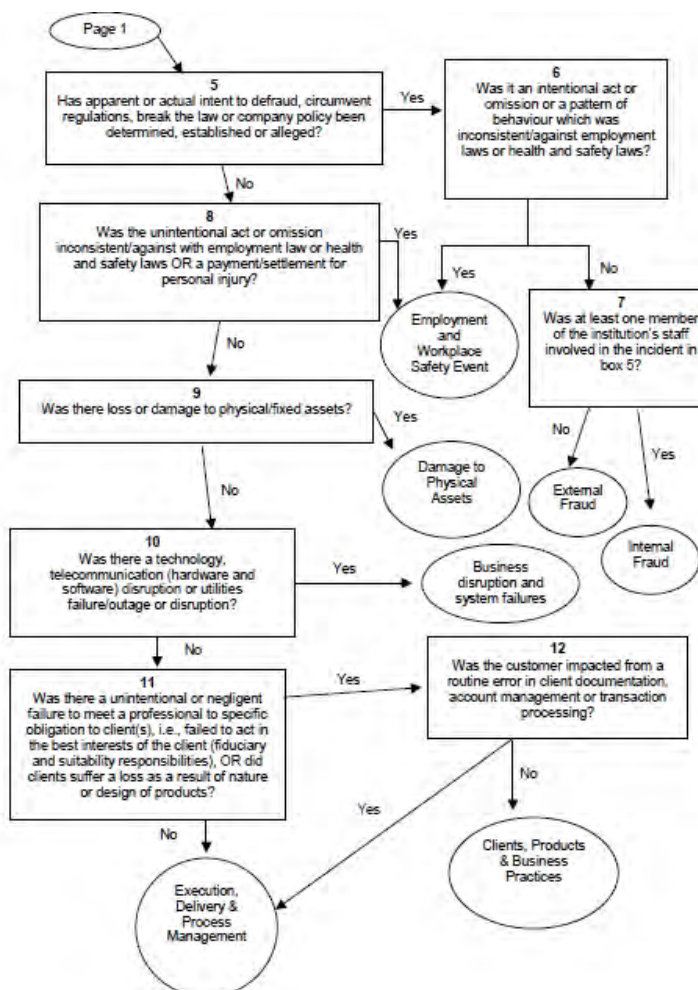 Page 1
5
Has apparent or actual intent to defraud, circumvent
regulations, break the law or company policy been
determined, established or alleged?
Yes
6
Was it an intentional act or
omission or a pattern of
behaviour which was
inconsistent/against employment
laws or health and safety laws?
No
8
Was the unintentional act or omission
inconsistent/against with employment law or health
and safety laws OR a payment/settlement for
personal injury?
Yes
Yes
No
Employment
and
Workplace
Safety Event
7
Was at least one member
of the institution's staff
involved in the incident in
box 5?
No
9
Was there loss or damage to physical/fixed assets?
Yes
No
Yes
Damage to
Physical
Assets
External
Fraud
Internal
Fraud
No
10
Was there a technology,
telecommunication (hardware and
software) disruption or utilities
failure/outage or disruption?
Yes
Business
disruption and
system failures
No
11
Was there a unintentional or negligent
failure to meet a professional to specific
obligation to client(s), i.e., failed to act in
the best interests of the client (fiduciary
and suitability responsibilities), OR did
clients suffer a loss as a result of nature
or design of products?
Yes
12
Was the customer impacted from a
routine error in client documentation,
account management or transaction
processing?
No
Yes
No
Execution,
Delivery &
Process
Management
Clients, Products
& Business
Practices